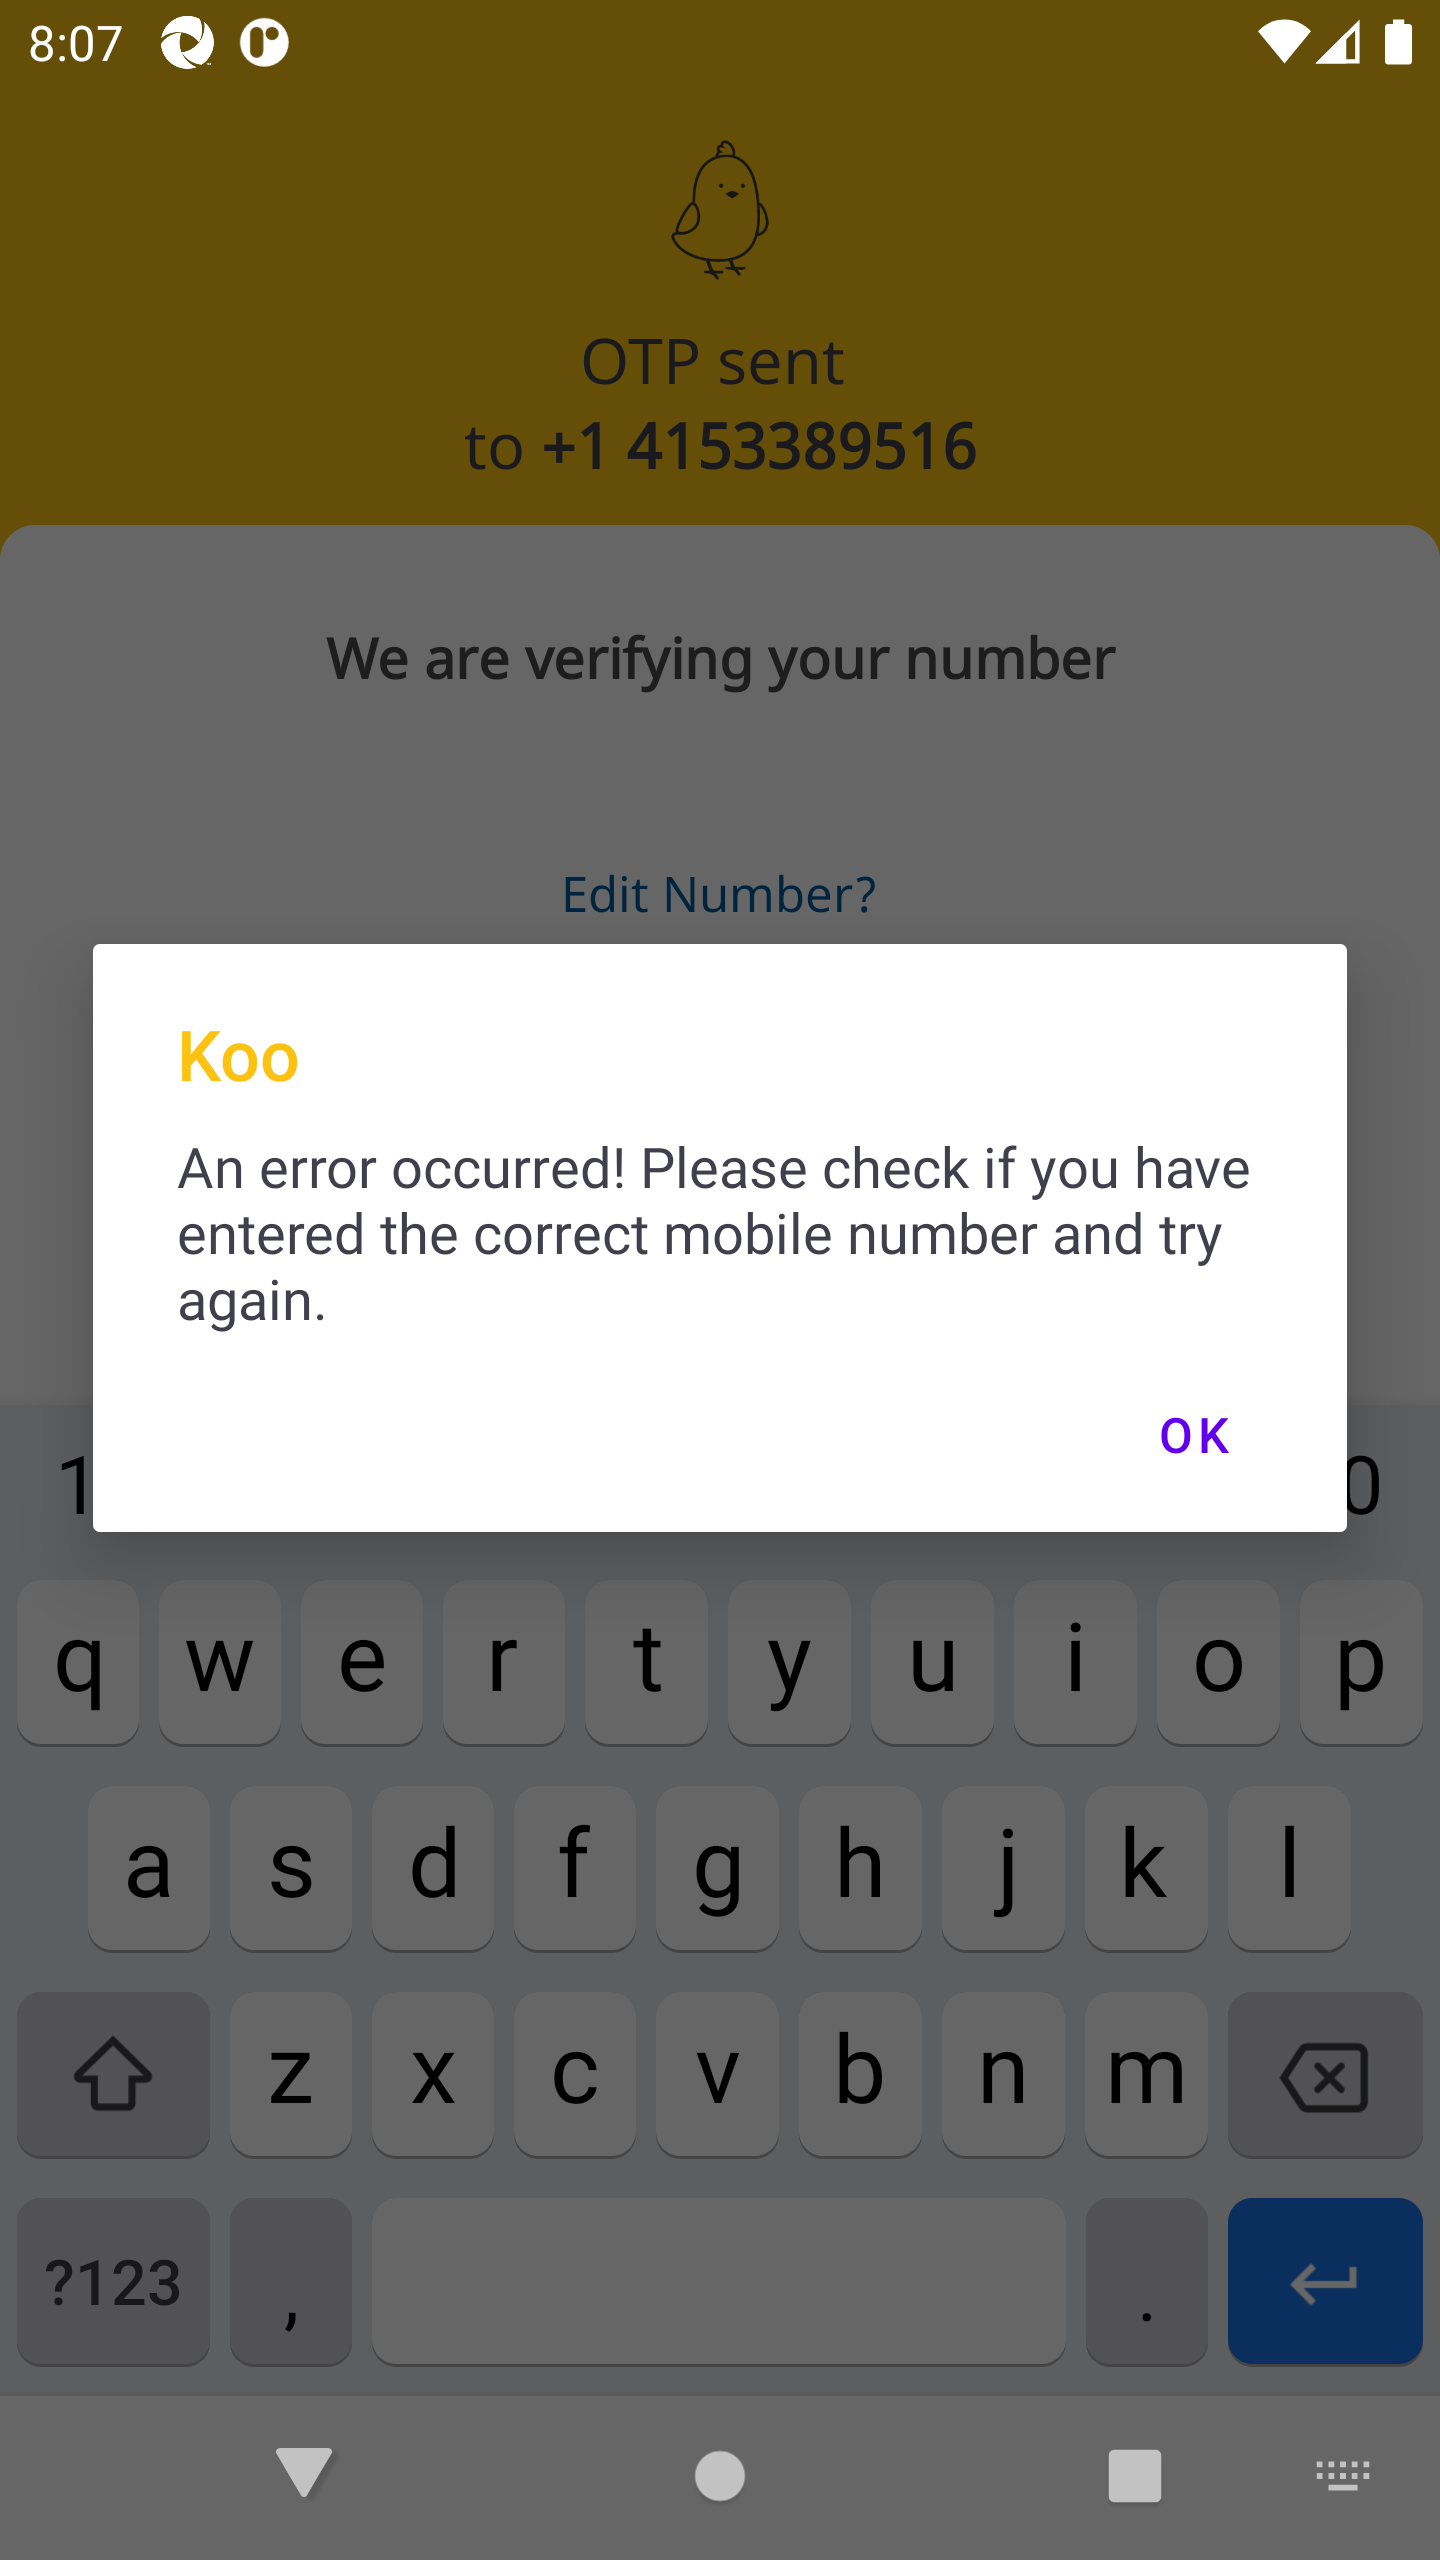 8:07
OTP sent
to +1 4153389516
We are verifying your number
Edit Number?
Koo
An error occurred! Please check if you have
entered the correct mobile number and try
again.
OK
1 0
q w e r t y u i o p
a s d f g h j k l
z x c v b n m
?123 , .